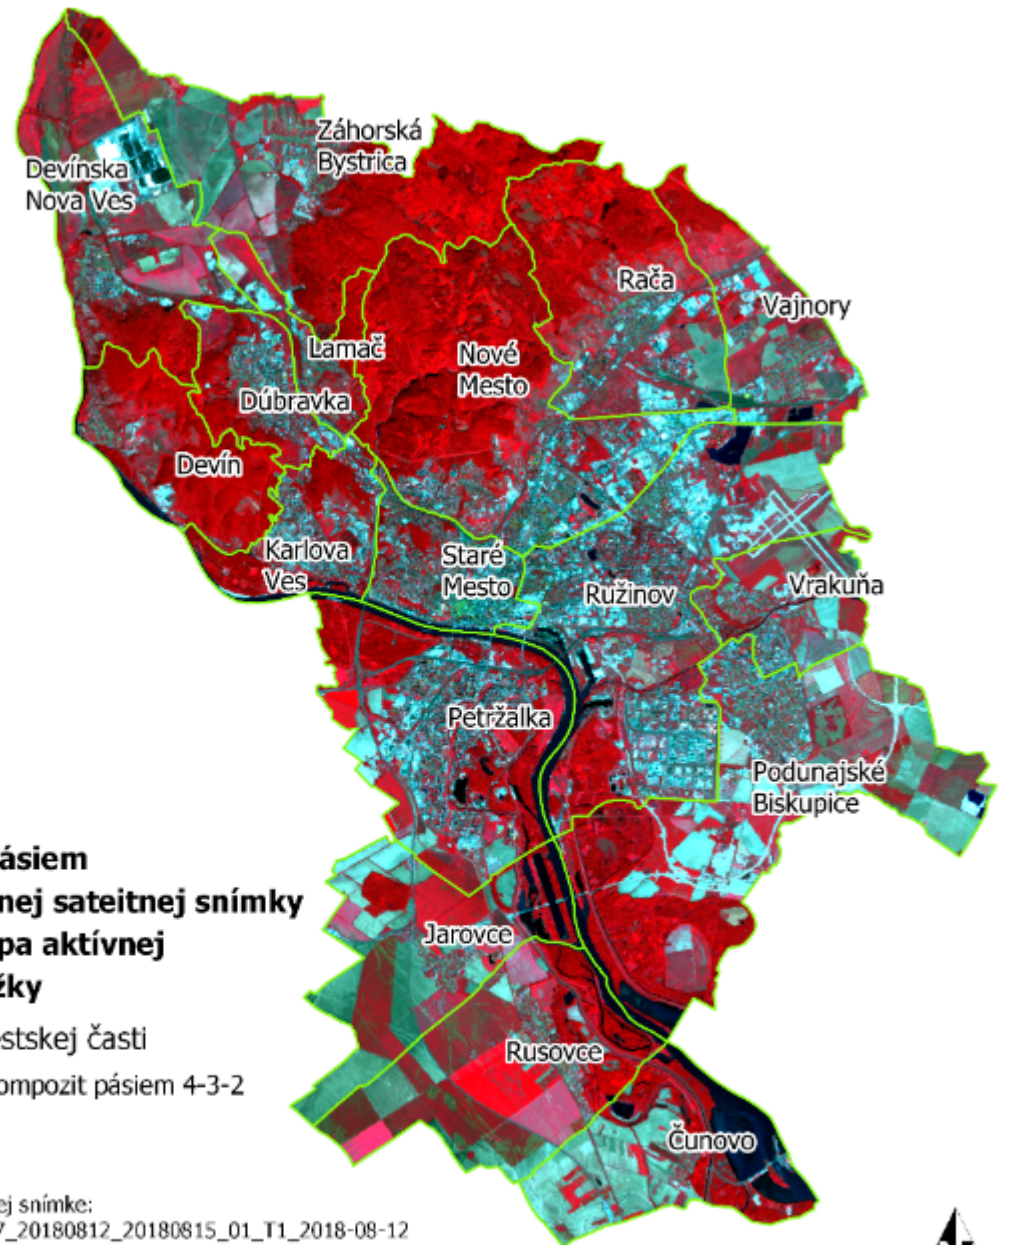 Záhorská
Bystrica
Devínska
Nova Ves
Rača
Vajnory
Lamač
Nové
Mesto
Dúbravka
Devín
Karlova
Ves
Staré
Mesto
Ružinov
Vrakuňa
Petržalka
Podunajské
Biskupice
ásiem
nej sateitnej snímky
pa aktívnej
žky
Jarovce
estskej časti
ompozit pásiem 4-3-2
Rusovce
Čunovo
ej snímke:
7_20180812_20180815_01_T1_2018-08-12